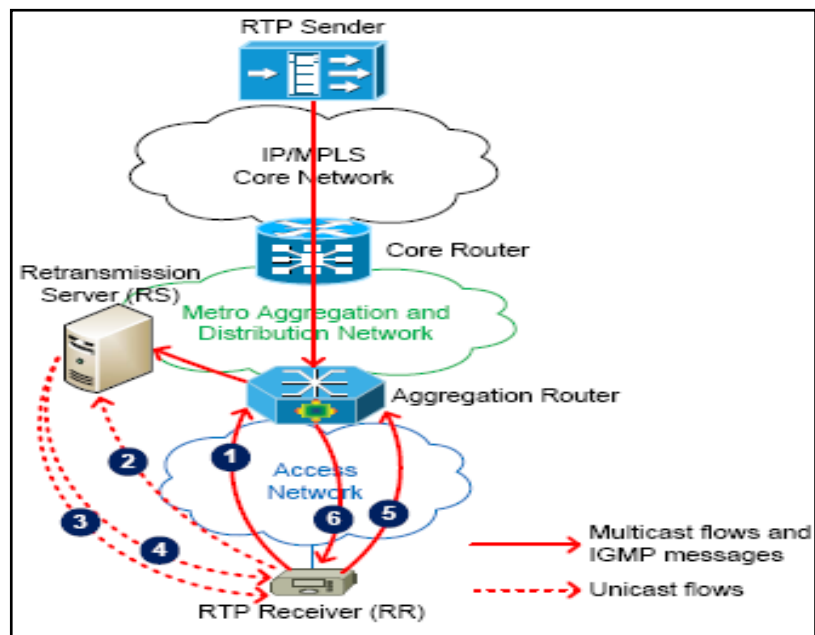 RTP Sender
IP/MPLS
Core Network
Core Router
Retransmission
Server (RS)
Metro Aggregation and
Distribution Network
Aggregation Router
2
1
Access
Network
3
4
6
5
Multicast flows and
IGMP messages
Unicast flows
RTP Receiver (RR)